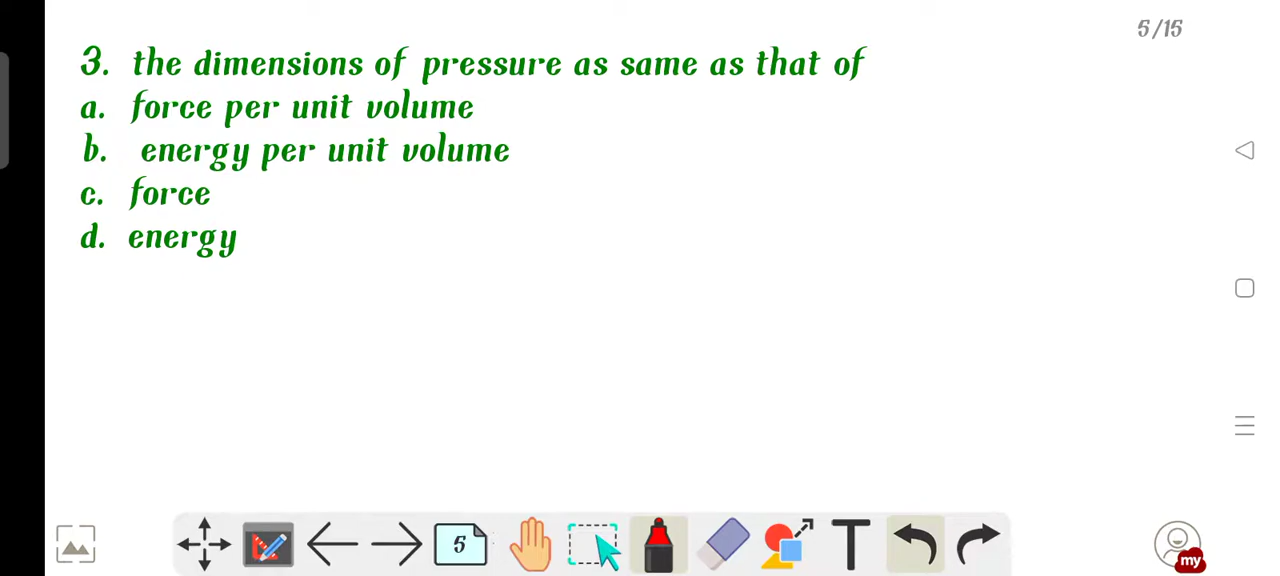 5/15
3. the dimensions of pressure as same as that of
a. force per unit volume
b. energy per unit volume
c. force
d. energy
5
T
my